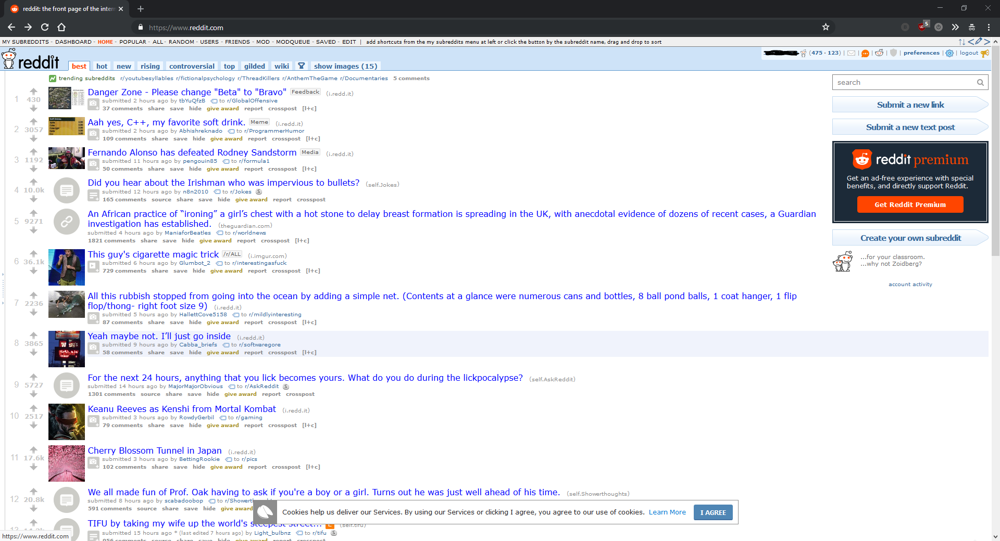 reddit: the front page of the intern
https://www.reddit.com
5
MY SUBREDDITS - DASHBOARD - HOME - POPULAR - ALL - RANDOM - USERS - FRIENDS - MOD - MODQUEUE - SAVED - EDIT | add shortcuts from the my subreddits menu at left or click the button by the subreddit name, drag and drop to sort
(475 · 123) | | | | | preferences | | logout
reddit best hot new rising controversial top gilded wiki show images (15)
trending subreddits r/youtubesyllables r/fictionalpsychology r/ThreadKillers r/AnthemTheGame r/Documentaries 5 comments
1 430
Danger Zone - Please change "Beta" to "Bravo" Feedback (i.redd.it)
submitted 2 hours ago by tbYuQfzB to r/GlobalOffensive
37 comments share save hide give award report crosspost [l+c]
2 3057
Aah yes, C++, my favorite soft drink. Meme (i.redd.it)
submitted 2 hours ago by Abhishreknado to r/ProgrammerHumor
109 comments share save hide give award report crosspost [l+c]
3 1192
Fernando Alonso has defeated Rodney Sandstorm Media (i.redd.it)
submitted 11 hours ago by pengouin85 to r/formula1
50 comments share save hide give award report crosspost [l+c]
4 10.0k
Did you hear about the Irishman who was impervious to bullets? (self.Jokes)
submitted 12 hours ago by n8n2010 to r/Jokes S
165 comments source share save hide give award report crosspost
5 9271
An African practice of “ironing” a girl’s chest with a hot stone to delay breast formation is spreading in the UK, with anecdotal evidence of dozens of recent cases, a Guardian
investigation has established. (theguardian.com)
submitted 4 hours ago by ManiaforBeatles to r/worldnews
1821 comments share save hide give award report crosspost [l+c]
6 36.1k
This guy's cigarette magic trick /r/ALL (i.imgur.com)
submitted 6 hours ago by Glumbot_2 to r/interestingasfuck
729 comments share save hide give award report crosspost [l+c]
7 2236
All this rubbish stopped from going into the ocean by adding a simple net. (Contents at a glance were numerous cans and bottles, 8 ball pond balls, 1 coat hanger, 1 flip
flop/thong- right foot size 9) (i.redd.it)
submitted 5 hours ago by HallettCove5158 to r/mildlyinteresting
87 comments share save hide give award report crosspost [l+c]
8 3865
Yeah maybe not. I’ll just go inside (i.redd.it)
submitted 9 hours ago by Cabba_briefs to r/softwaregore
58 comments share save hide give award report crosspost [l+c]
9 5727
For the next 24 hours, anything that you lick becomes yours. What do you do during the lickpocalypse? (self.AskReddit)
submitted 14 hours ago by MajorMajorObvious to r/AskReddit S
1301 comments source share save hide give award report crosspost
10 2517
Keanu Reeves as Kenshi from Mortal Kombat (i.redd.it)
submitted 3 hours ago by RowdyGerbil to r/gaming
79 comments share save hide give award report crosspost [l+c]
11 17.6k
Cherry Blossom Tunnel in Japan (i.redd.it)
submitted 3 hours ago by BettingRookie to r/pics
102 comments share save hide give award report crosspost [l+c]
12 20.8k
We all made fun of Prof. Oak having to ask if you're a boy or a girl. Turns out he was just well ahead of his time. (self.Showerthoughts)
submitted 8 hours ago by scabadoobop to
591 comments source share save hide give award
TIFU by taking my wife up the world's steepest street... (self.tifu)
submitted 15 hours ago * (last edited 7 hours ago) by Light_bulbnz to r/tifu S
956 comments source share save hide give award report crosspost
search
Submit a new link
Submit a new text post
reddit premium
Get an ad-free experience with special
benefits, and directly support Reddit.
Get Reddit Premium
Create your own subreddit
...for your classroom.
...why not Zoidberg?
account activity
Cookies help us deliver our Services. By using our Services or clicking I agree, you agree to our use of cookies. Learn More I AGREE
https://www.reddit.com